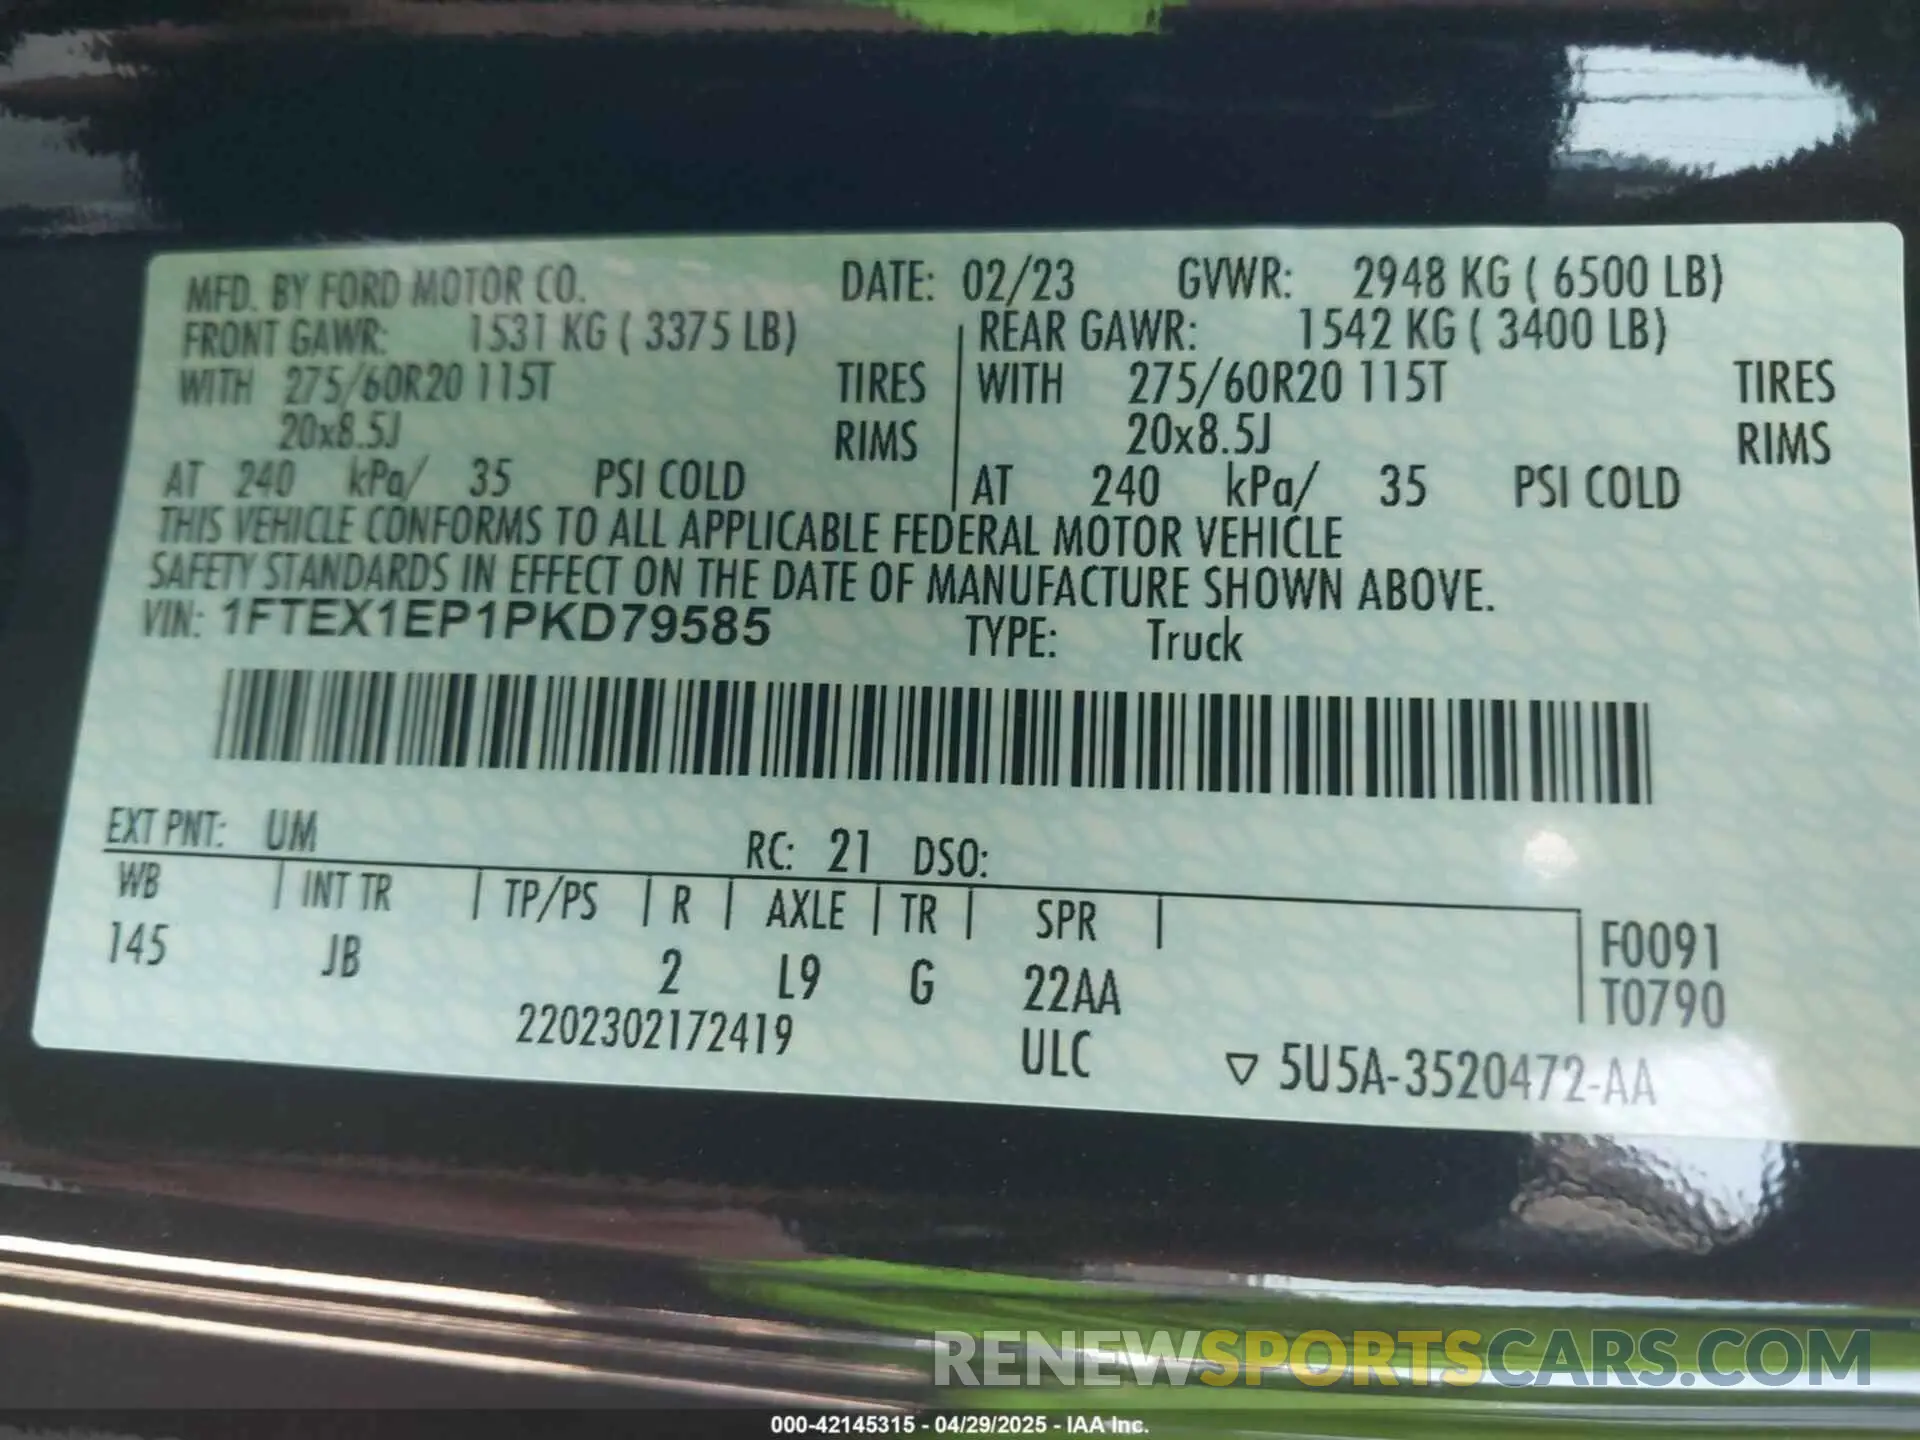 MFD. BY FORD MOTOR CO. DATE: 02/23 GVWR: 2948 KG ( 6500 LB)
FRONT GAWR: 1531 KG ( 3375 LB) REAR GAWR: 1542 KG ( 3400 LB)
WITH 275/60R20 115T TIRES WITH 275/60R20 115T TIRES
20x8.5J RIMS 20x8.5J RIMS
AT 240 kPa/ 35 PSI COLD AT 240 kPa/ 35 PSI COLD
THIS VEHICLE CONFORMS TO ALL APPLICABLE FEDERAL MOTOR VEHICLE
SAFETY STANDARDS IN EFFECT ON THE DATE OF MANUFACTURE SHOWN ABOVE.
VIN: 1FTEX1EP1PKD79585 TYPE: Truck
EXT PNT: UM RC: 21 DSO:
WB INT TR TP/PS R AXLE TR SPR F0091
145 JB 2 L9 G 22AA T0790
2202302172419 ULC ▽ 5U5A-3520472-AA
RENEWSPORTSCARS.COM
000-42145315 - 04/29/2025 - IAA Inc.